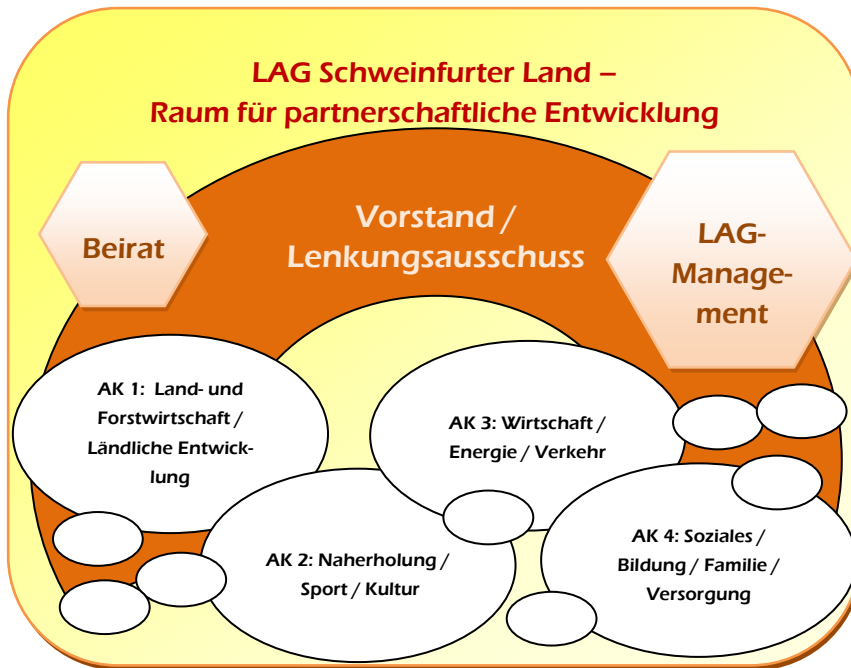 LAG Schweinfurter Land –
Raum für partnerschaftliche Entwicklung
Beirat
Vorstand /
Lenkungsausschuss
LAG-
Manage-
ment
AK 1: Land- und
Forstwirtschaft /
Ländliche Entwick-
lung
AK 3: Wirtschaft /
Energie / Verkehr
AK 2: Naherholung /
Sport / Kultur
AK 4: Soziales /
Bildung / Familie /
Versorgung